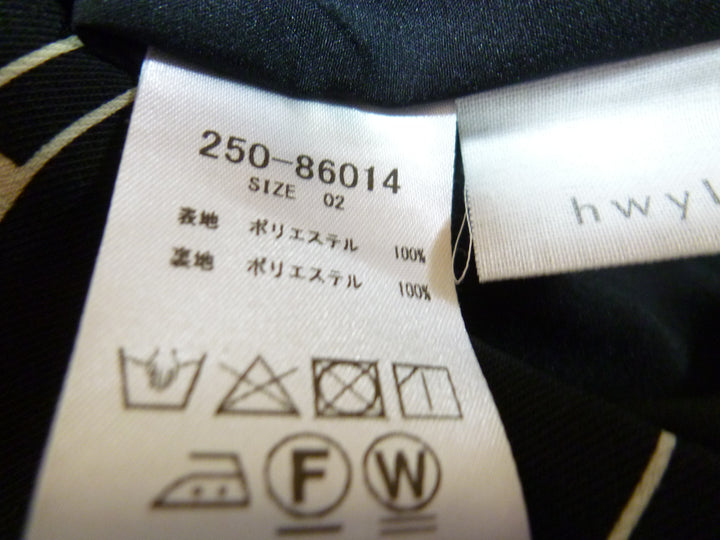 250-86014
SIZE 02
表地 ポリエステル 100%
裏地 ポリエステル 100%
F W
hwyl